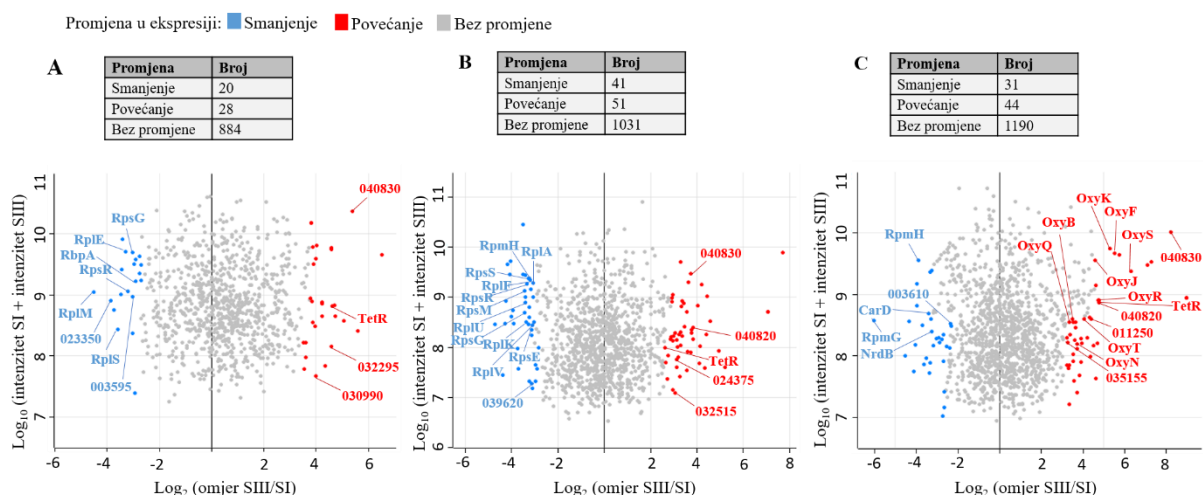 Promjena u ekspresiji: Smanjenje Povećanje Bez promjene
A
Promjena Broj
Smanjenje 20
Povećanje 28
Bez promjene 884
Log10 (intenzitet SI + intenzitet SIII)
11
10
9
8
7
RpsG
RplE
RbpA
RpsR
RplM
023350
RplS
003595
040830
TetR
032295
030990
-6 -4 -2 0 2 4 6
Log2 (omjer SIII/SI)
B
Promjena Broj
Smanjenje 41
Povećanje 51
Bez promjene 1031
Log10 (intenzitet SI + intenzitet SIII)
11
10
9
8
7
6
RpmH
RplA
RpsS
RplF
RpsR
RpsM
RplU
RpsG
RplK
RpsE
RplV
039620
040830
040820
TetR
024375
032515
-6 -4 -2 0 2 4 6 8
Log2 (omjer SIII/SI)
C
Promjena Broj
Smanjenje 31
Povećanje 44
Bez promjene 1190
Log10 (intenzitet SI + intenzitet SIII)
11
10
9
8
7
RpmH
003610
CarD
RpmG
NrdB
OxyK
OxyF
OxyB
OxyS
OxyQ
040830
OxyJ
OxyR
TetR
040820
011250
OxyT
OxyN
035155
-6 -4 -2 0 2 4 6 8
Log2 (omjer SIII/SI)